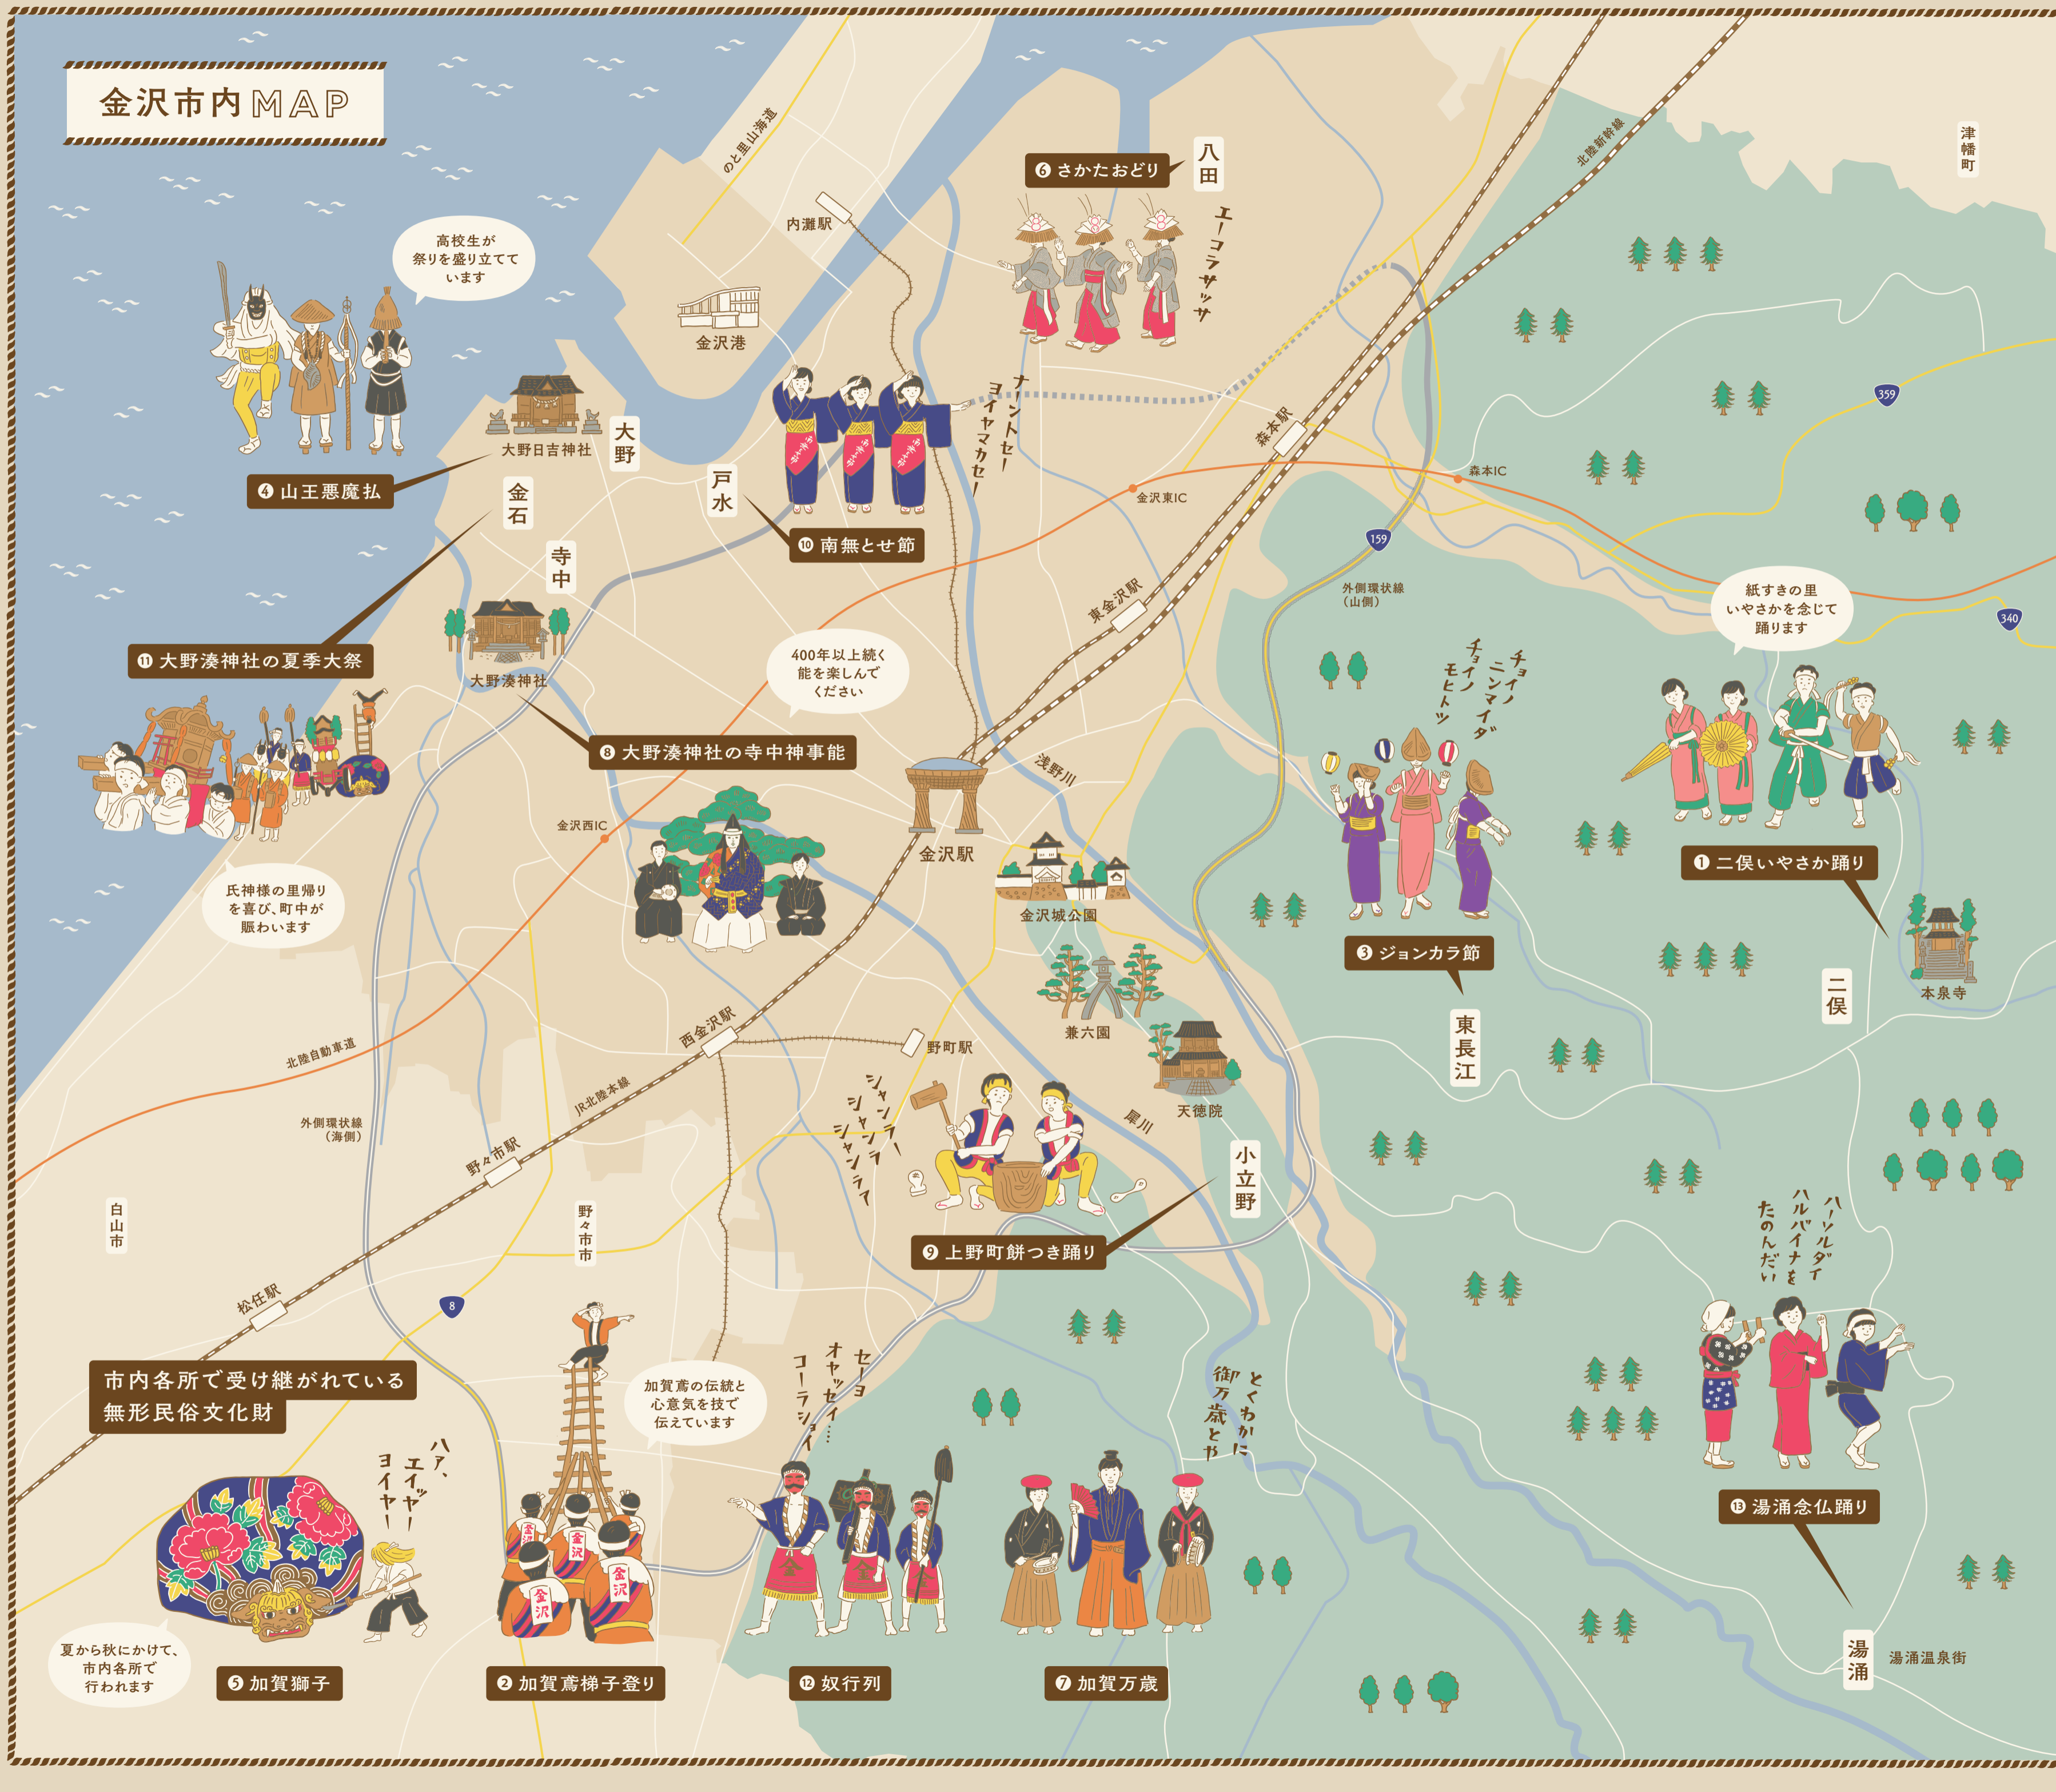 金沢市内MAP
のと里山海道
内灘駅
金沢港
❻ さかたおどり
八田
エーコラサッサ
北陸新幹線
津幡町
高校生が
祭りを盛り立てて
います
❹ 山王悪魔払
大野日吉神社
大野
金石
戸水
寺中
❿ 南無とせ節
ナーントセー
ヨイヤマカセー
金沢東IC
森本駅
森本IC
359
159
外側環状線
(山側)
東金沢駅
340
⓫ 大野湊神社の夏季大祭
大野湊神社
氏神様の里帰り
を喜び、町中が
賑わいます
400年以上続く
能を楽しんで
ください
❽ 大野湊神社の寺中神事能
金沢西IC
浅野川
金沢駅
金沢城公園
兼六園
天徳院
チョイノ
ニンマイダ
チョイノ
モヒトツ
❸ ジョンカラ節
東長江
紙すきの里
いやさかを念じて
踊ります
❶ 二俣いやさか踊り
二俣
本泉寺
北陸自動車道
外側環状線
(海側)
JR北陸本線
西金沢駅
野町駅
野々市駅
松任駅
白山市
野々市市
8
シャンラー
シャンラ
シャンラァ
犀川
小立野
❾ 上野町餅つき踊り
ハーソルダイ
ハルバイナを
たのんだい
⓭ 湯涌念仏踊り
湯涌
湯涌温泉街
市内各所で受け継がれている
無形民俗文化財
ハァ、
エイッヤー
ヨイヤー
夏から秋にかけて、
市内各所で
行われます
❺ 加賀獅子
加賀鳶の伝統と
心意気を技で
伝えています
金沢
金沢
金沢
金沢
❷ 加賀鳶梯子登り
セーヨ
オヤッセイ……
コーラショイ
⓬ 奴行列
とくわかに
御万歳とや
❼ 加賀万歳